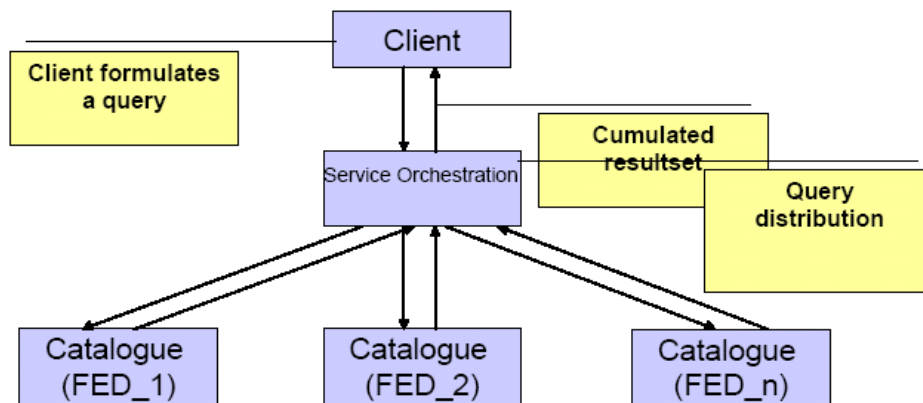 Client
Client formulates
a query
Cumulated
resultset
Service Orchestration
Query
distribution
Catalogue
(FED_1)
Catalogue
(FED_2)
Catalogue
(FED_n)